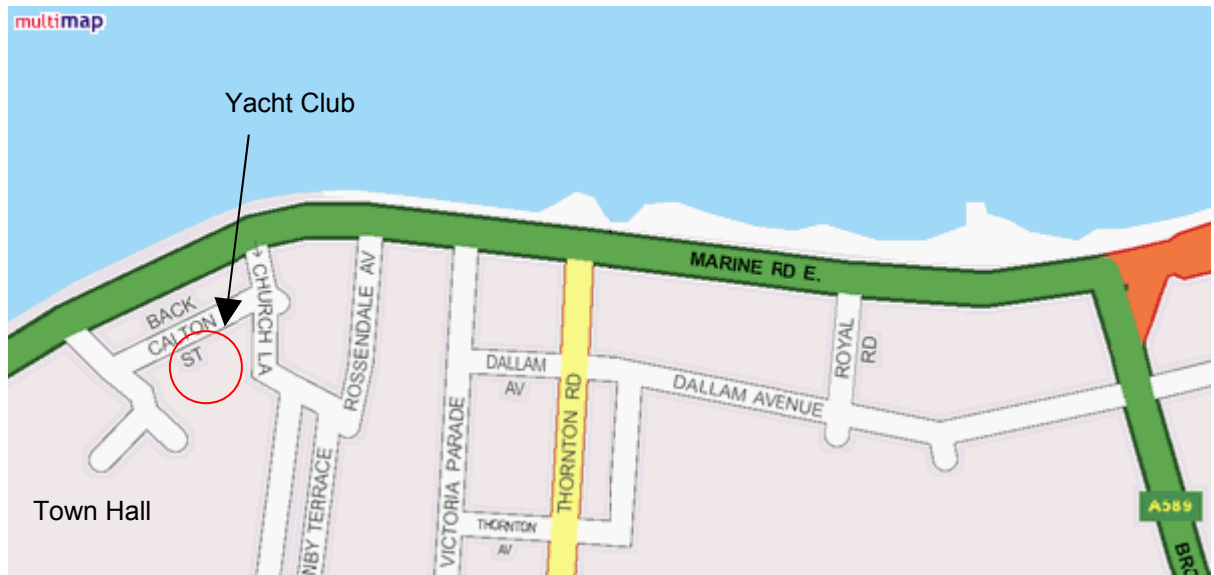 multimap
Yacht Club
MARINE RD E.
BACK
CALTON
ST
CHURCH LA
ROSSENDALE AV
VICTORIA PARADE
DALLAM
AV
THORNTON RD
DALLAM AVENUE
ROYAL
RD
Town Hall
NBY TERRACE
THORNTON
AV
A589
BRO